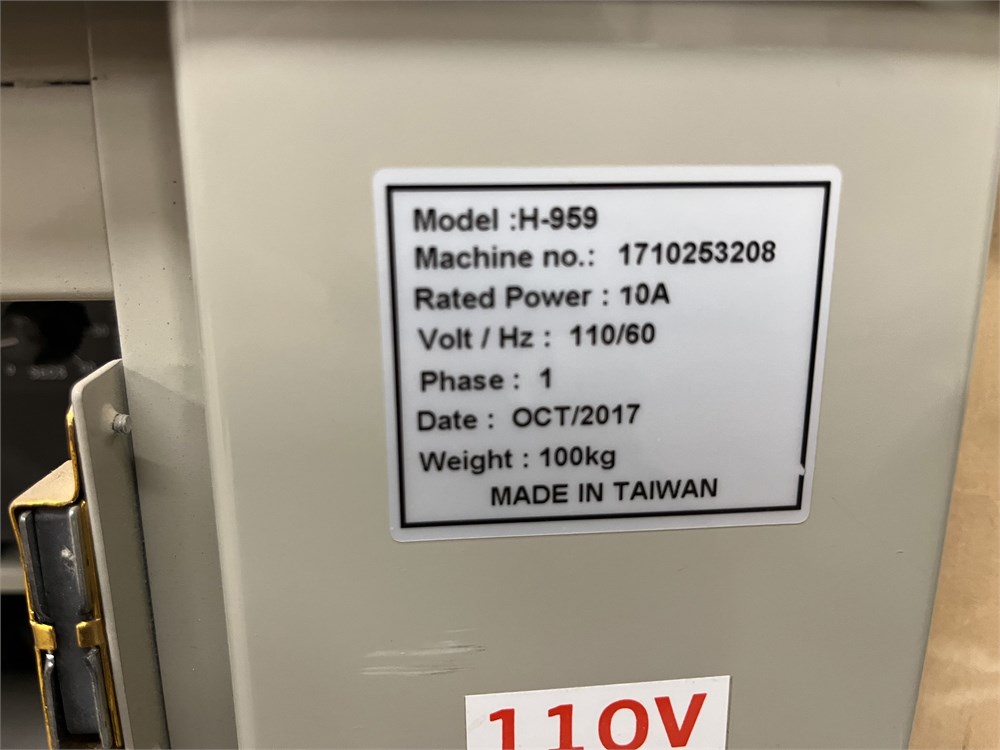 Model :H-959
Machine no.: 1710253208
Rated Power : 10A
Volt / Hz : 110/60
Phase : 1
Date : OCT/2017
Weight : 100kg
MADE IN TAIWAN
110V